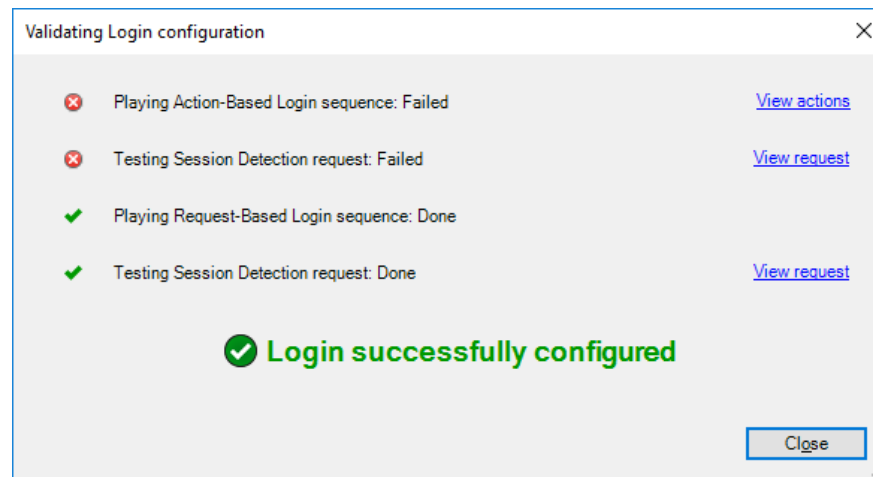 Validating Login configuration
Playing Action-Based Login sequence: Failed View actions
Testing Session Detection request: Failed View request
Playing Request-Based Login sequence: Done
Testing Session Detection request: Done View request
Login successfully configured
Close